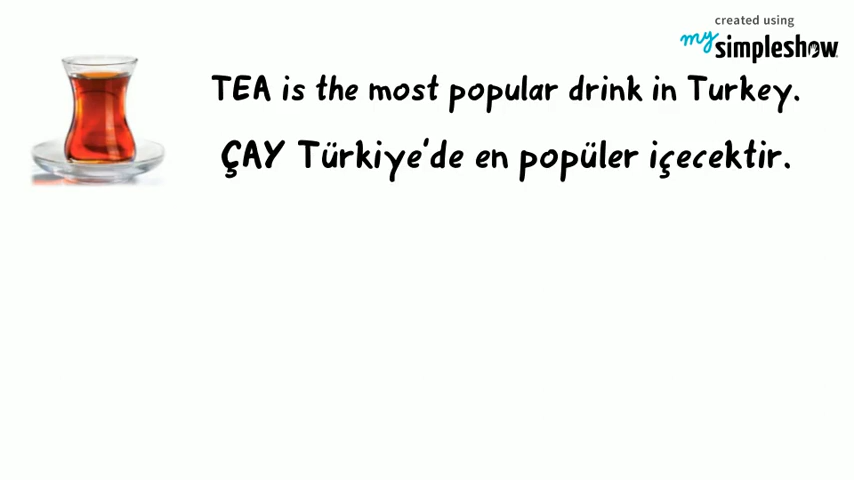 created using
my simpleshow
TEA is the most popular drink in Turkey.
ÇAY Türkiye'de en popüler içecektir.